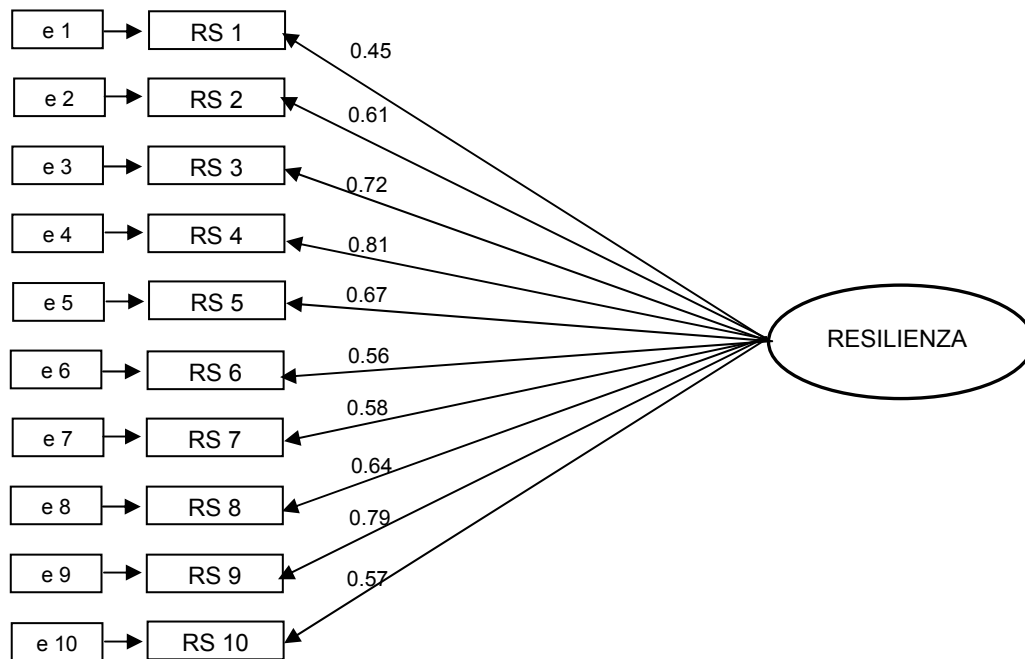 e 1 RS 1
0.45
e 2 RS 2 0.61
e 3 RS 3
0.72
e 4 RS 4
0.81
e 5 RS 5
0.67
RESILIENZA
e 6 RS 6
0.56
e 7 RS 7
0.58
e 8 RS 8
0.64
e 9 RS 9
0.79
e 10 RS 10
0.57